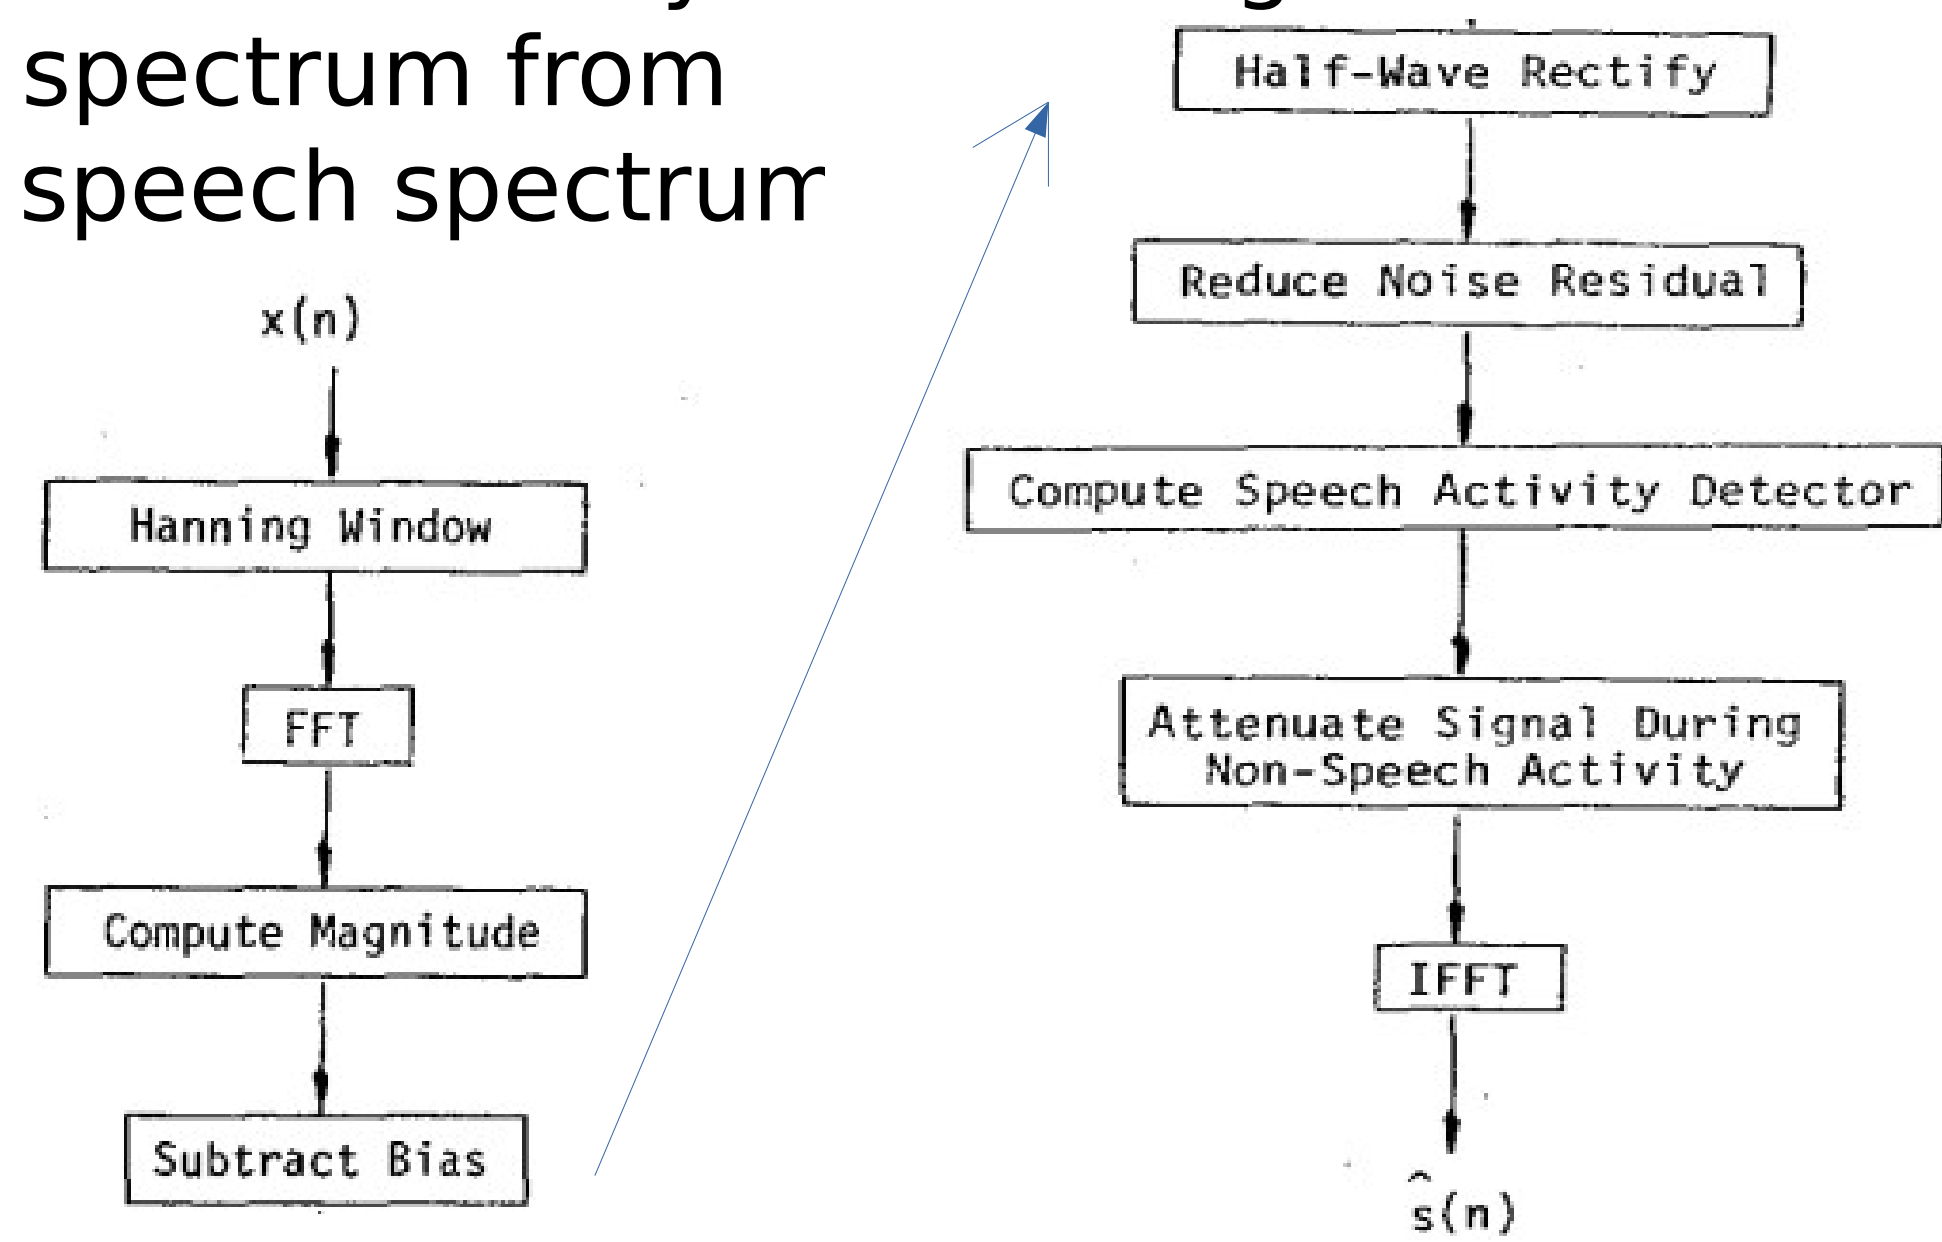 spectrum from
speech spectrum
x(n)
Hanning Window
FFT
Compute Magnitude
Subtract Bias
Half-Wave Rectify
Reduce Noise Residual
Compute Speech Activity Detector
Attenuate Signal During
Non-Speech Activity
IFFT
ŝ(n)